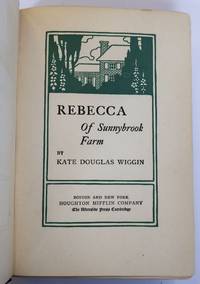 REBECCA
Of Sunnybrook
Farm
BY
KATE DOUGLAS WIGGIN
BOSTON AND NEW YORK
HOUGHTON MIFFLIN COMPANY
The Riverside Press Cambridge